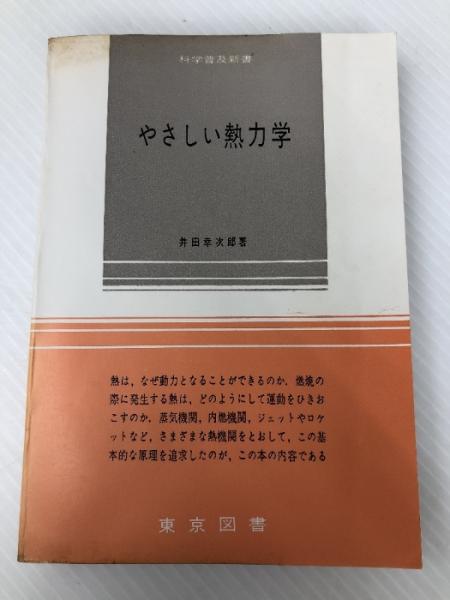 科学普及新書
やさしい熱力学
井田幸次郎著
熱は，なぜ動力となることができるのか．燃焼の
際に発生する熱は，どのようにして運動をひきお
こすのか．蒸気機関，内燃機関，ジェットやロケ
ットなど，さまざまな熱機関をとおして，この基
本的な原理を追求したのが，この本の内容である
東京図書